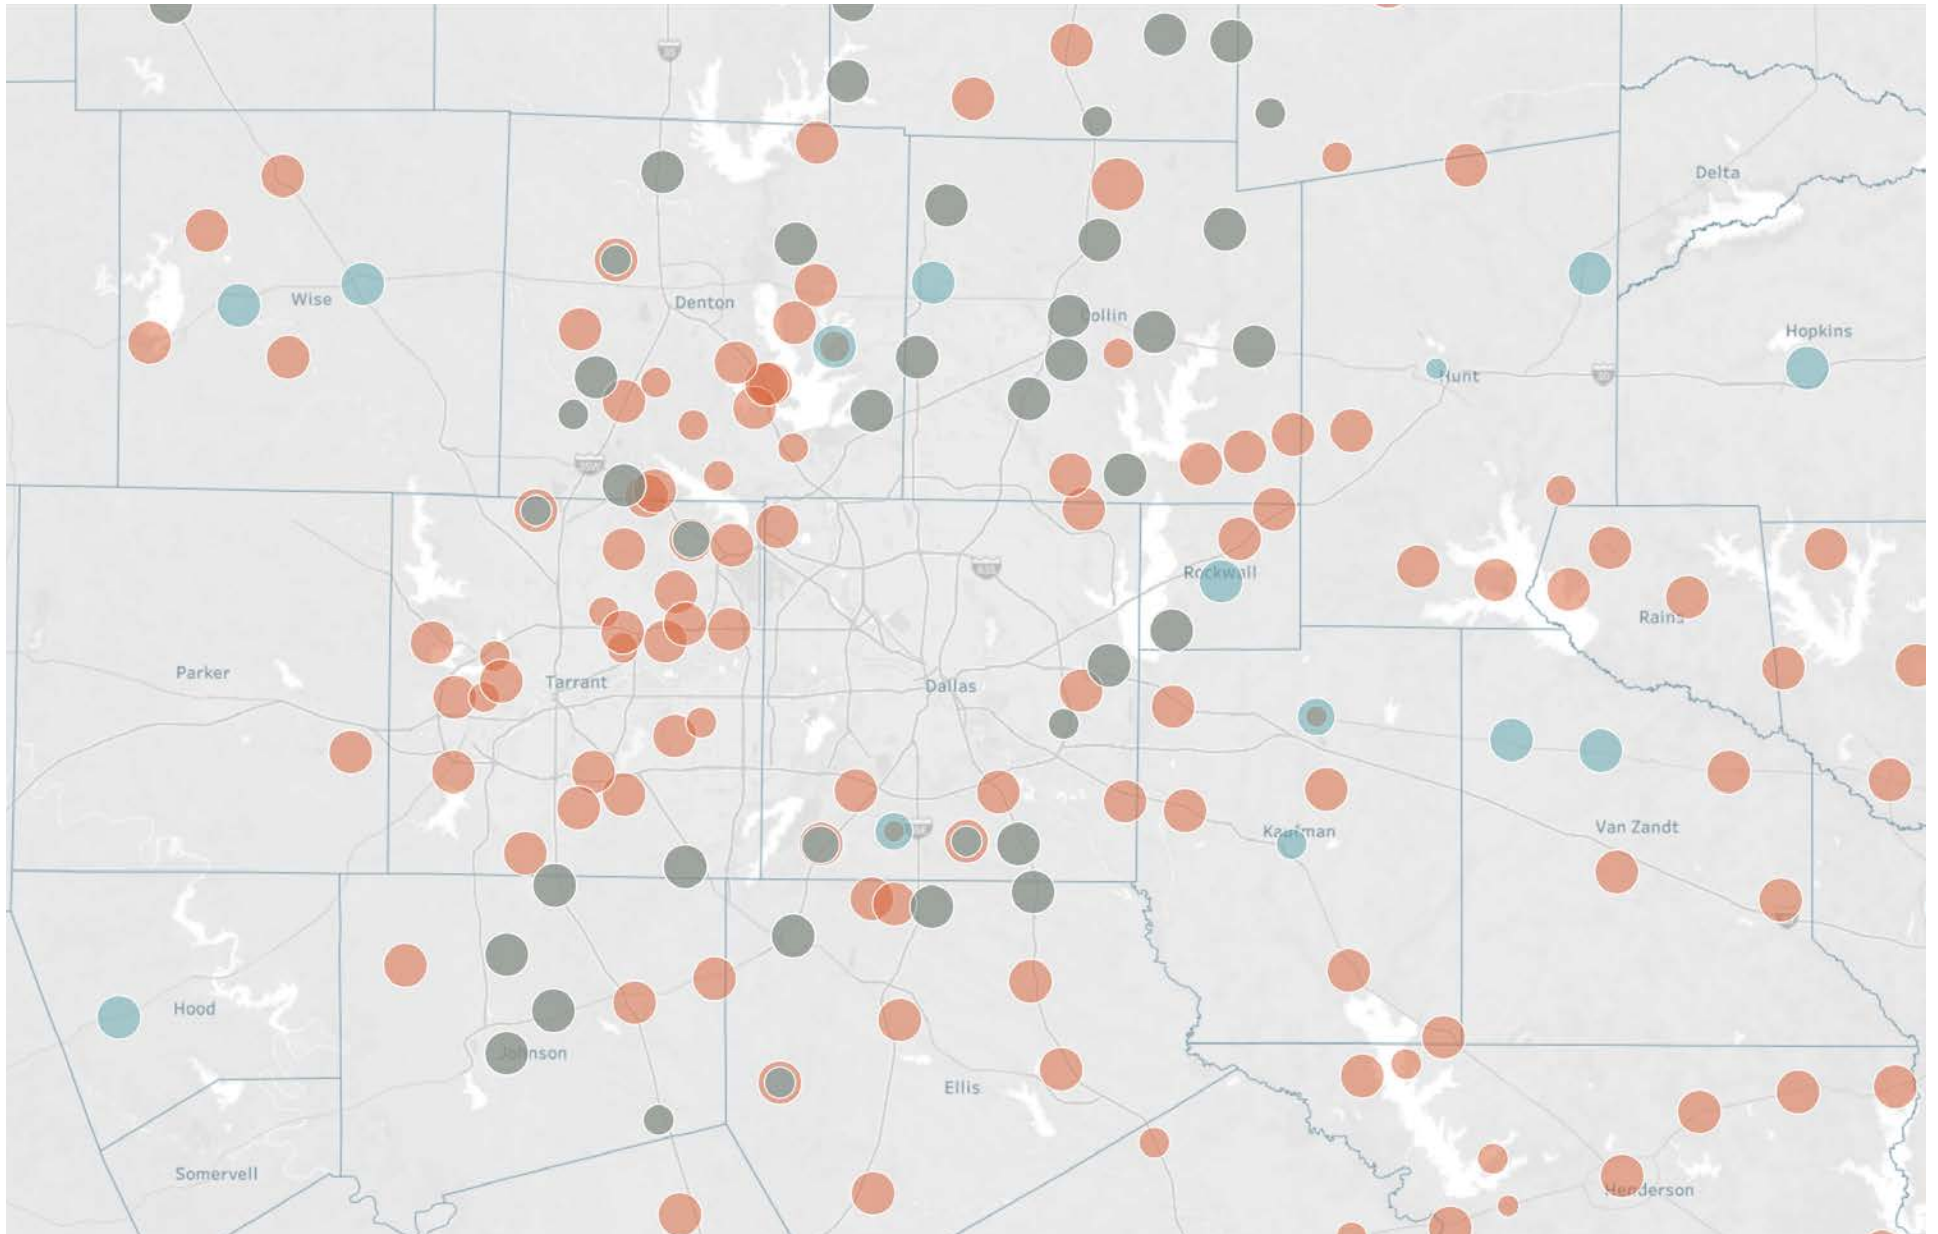 Delta
Wise
Denton
Collin
Hopkins
Hunt
Rockwall
Rains
Parker
Tarrant
Dallas
Kaufman
Van Zandt
Hood
Johnson
Ellis
Somervell
Henderson